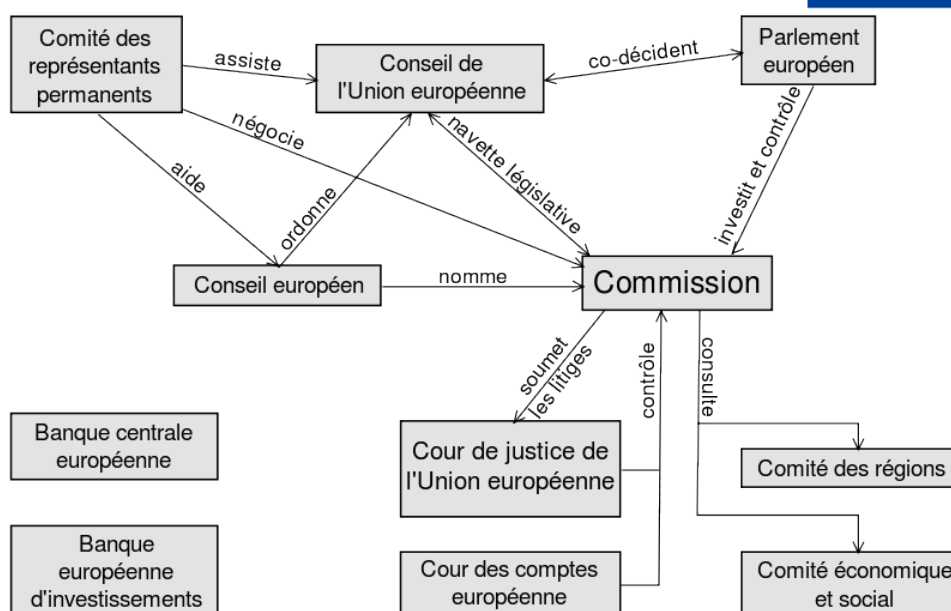 Comité des
représentants
permanents
assiste
Conseil de
l'Union européenne
co-décident
Parlement
européen
négocie
navette législative
investit et contrôle
aide
ordonne
Conseil européen
nomme
Commission
soumet
les litiges
contrôle
consulte
Banque centrale
européenne
Cour de justice de
l'Union européenne
Comité des régions
Banque
européenne
d'investissements
Cour des comptes
européenne
Comité économique
et social